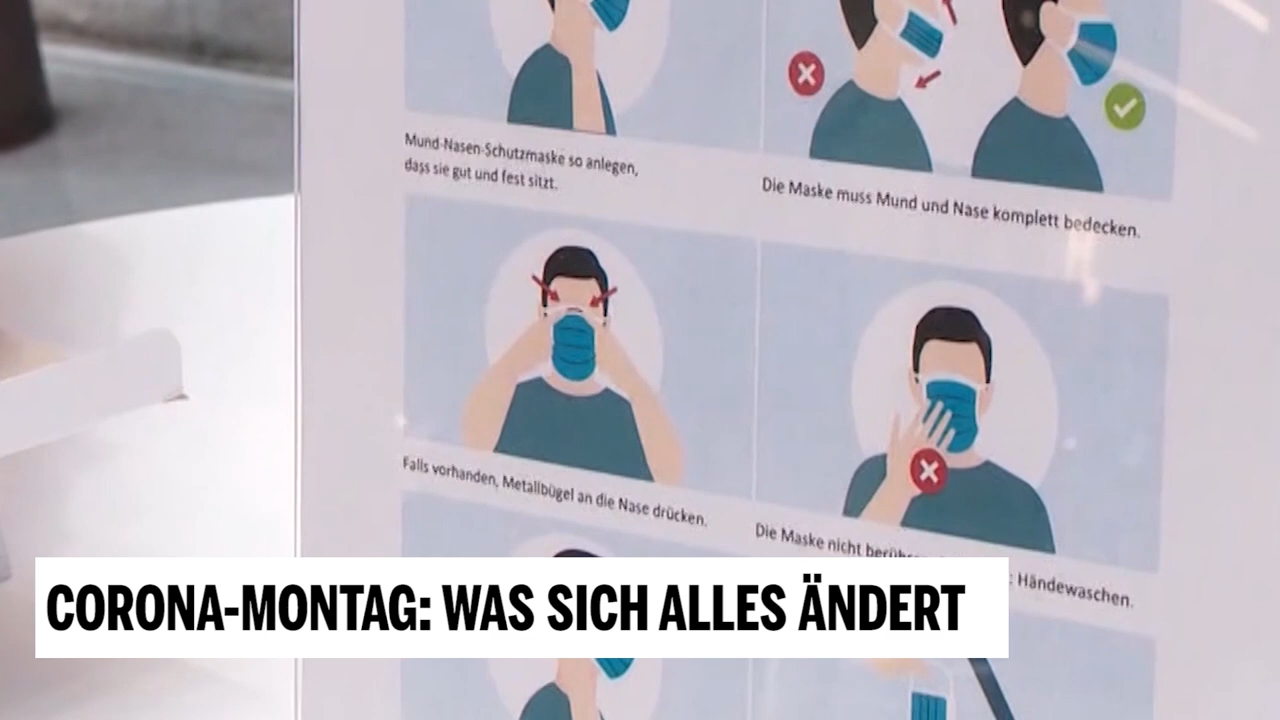 Mund-Nasen-Schutzmaske so anlegen,
dass sie gut und fest sitzt.
Die Maske muss Mund und Nase komplett bedecken.
Falls vorhanden, Metallbügel an die Nase drücken.
Die Maske nicht
: Händewaschen.
CORONA-MONTAG: WAS SICH ALLES ÄNDERT